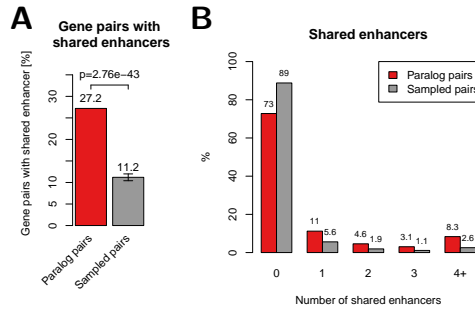 A
Gene pairs with
shared enhancers
Gene pairs with shared enhancer [%]
p=2.76e−43
27.2
11.2
0
5
10
20
30
Paralog pairs
Sampled pairs
B
Shared enhancers
Paralog pairs
Sampled pairs
%
0
20
40
60
80
100
73
89
11
5.6
4.6
1.9
3.1
1.1
8.3
2.6
0
1
2
3
4+
Number of shared enhancers